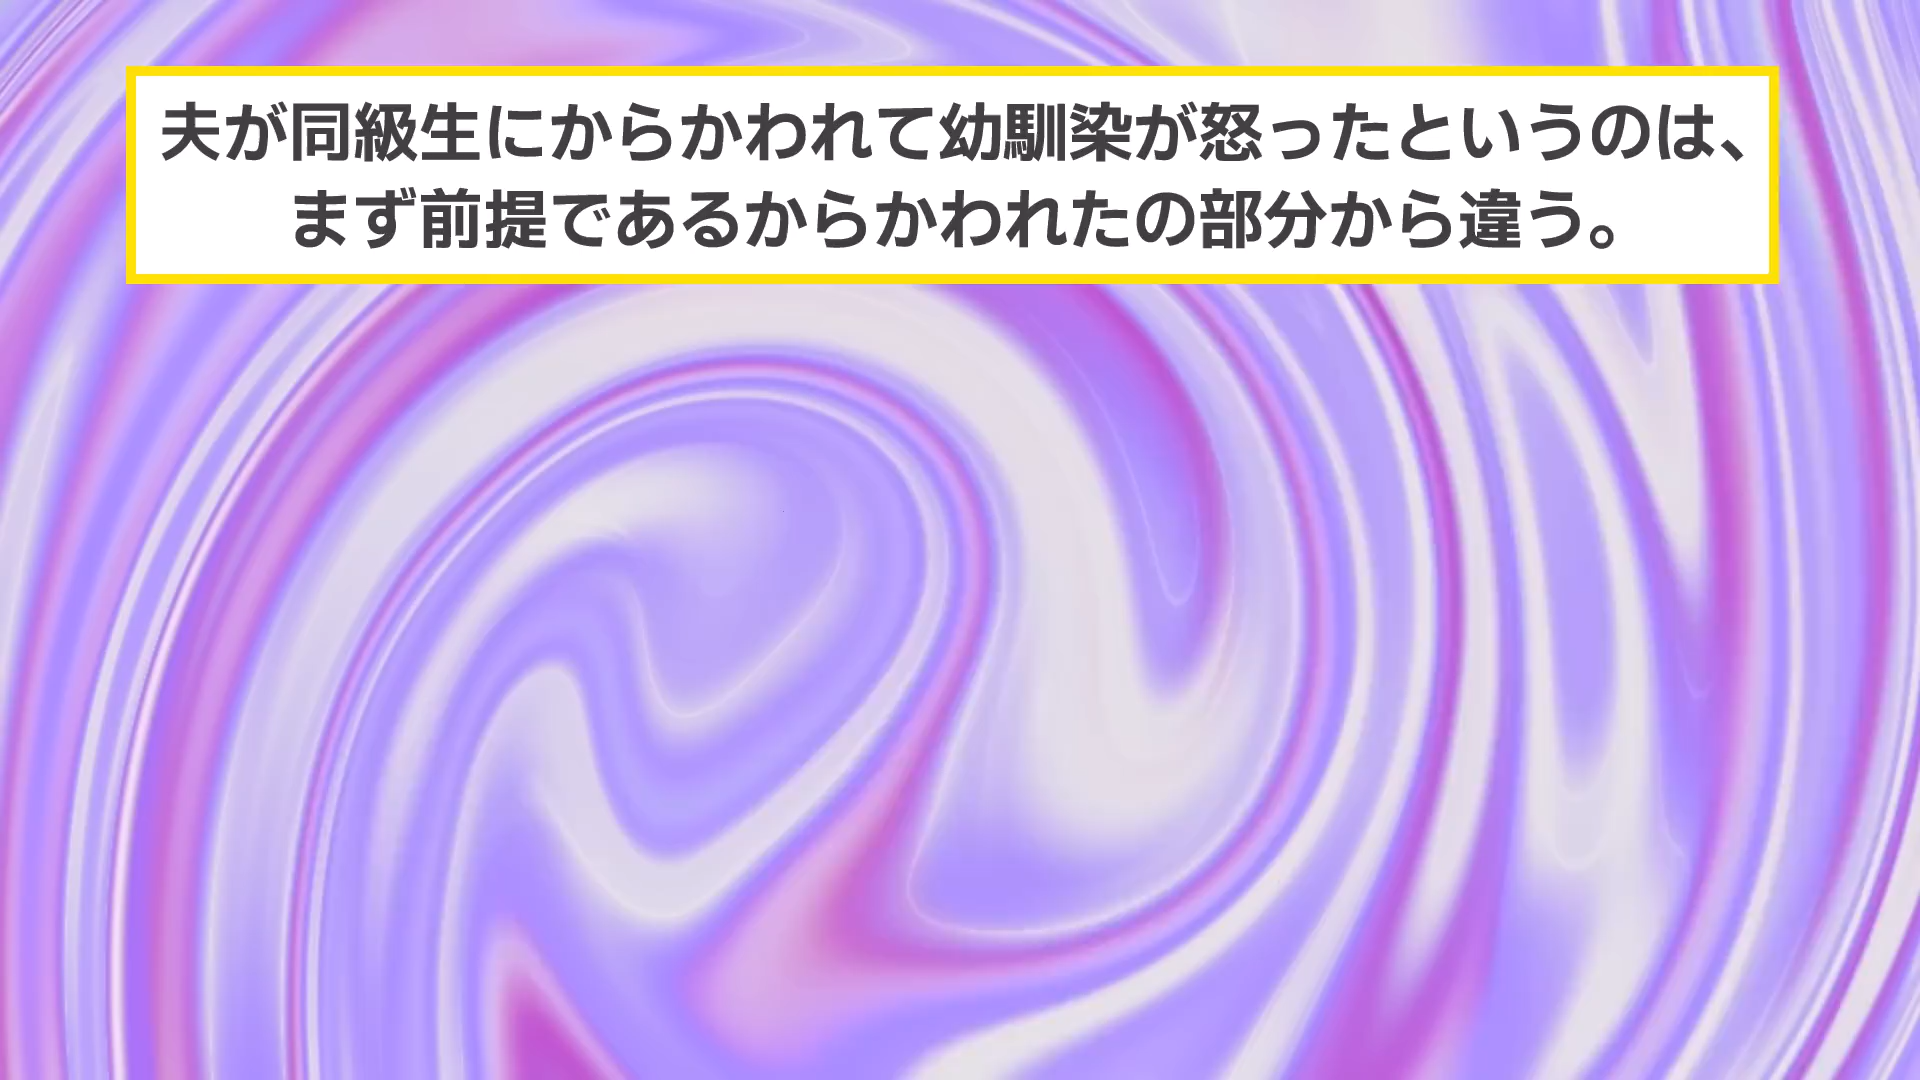 夫が同級生にからかわれて幼馴染が怒ったというのは、
まず前提であるからかわれたの部分から違う。